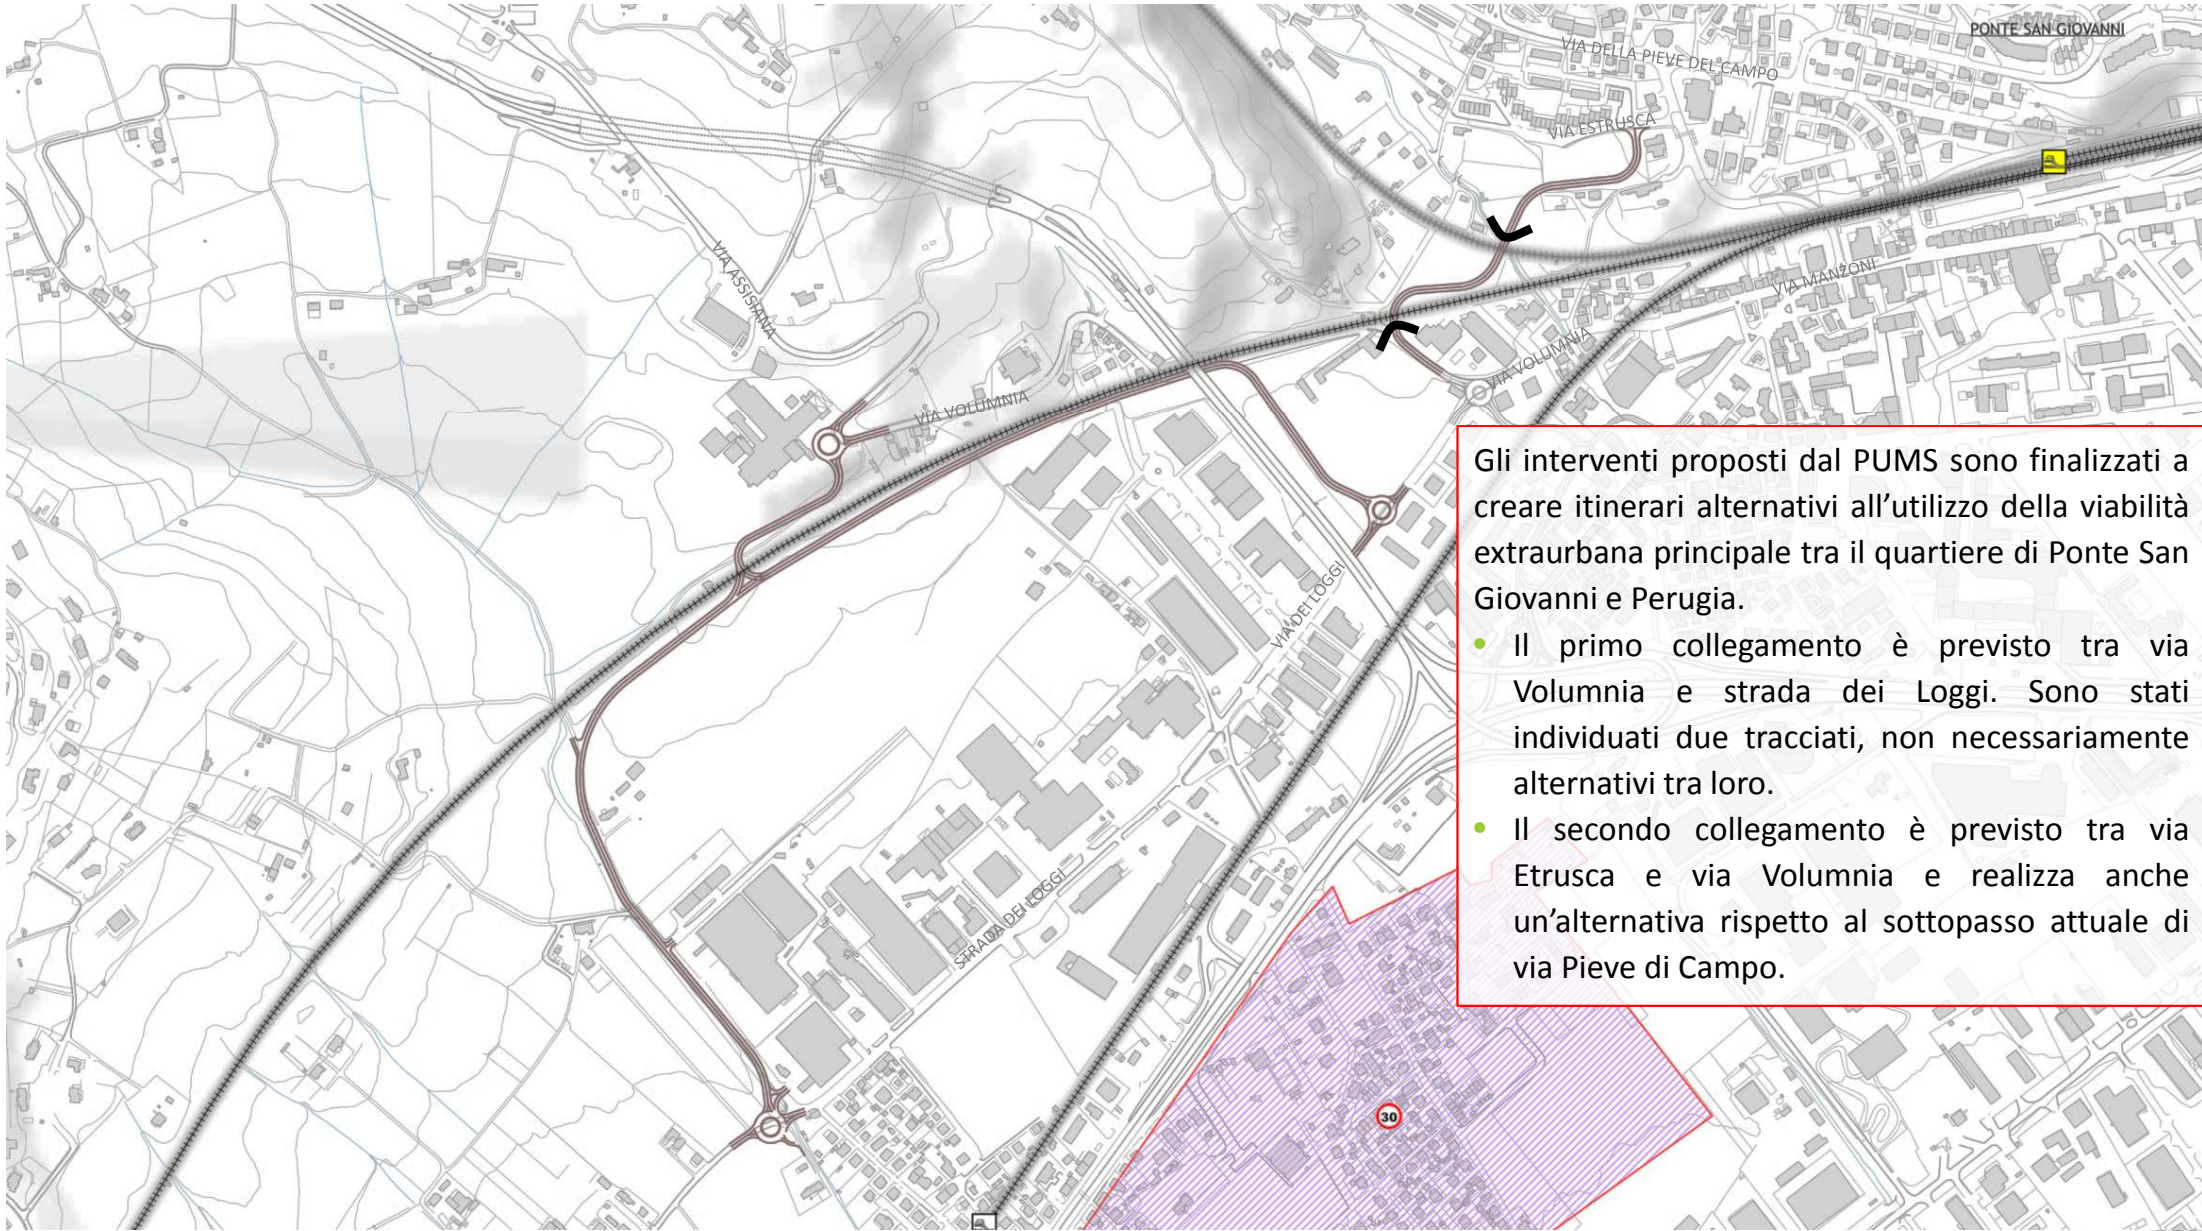 PONTE SAN GIOVANNI
VIA DELLA PIEVE DEL CAMPO
VIA ESTRUSCA
VIA ASSISIANA
VIA MANZONI
VIA VOLUMNIA
VIA VOLUMNIA
VIA DEI LOGGI
STRADA DEI LOGGI
30
Gli interventi proposti dal PUMS sono finalizzati a
creare itinerari alternativi all’utilizzo della viabilità
extraurbana principale tra il quartiere di Ponte San
Giovanni e Perugia.
• Il primo collegamento è previsto tra via
Volumnia e strada dei Loggi. Sono stati
individuati due tracciati, non necessariamente
alternativi tra loro.
• Il secondo collegamento è previsto tra via
Etrusca e via Volumnia e realizza anche
un’alternativa rispetto al sottopasso attuale di
via Pieve di Campo.